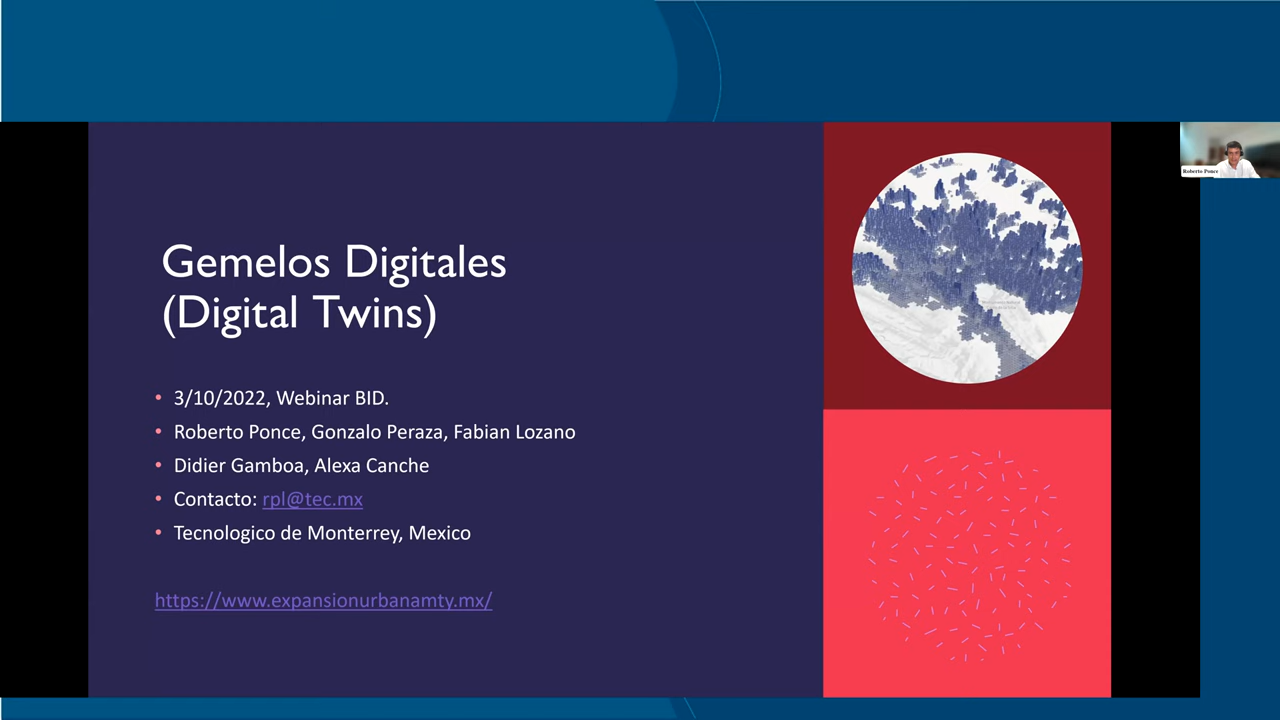 Gemelos Digitales
(Digital Twins)
• 3/10/2022, Webinar BID.
• Roberto Ponce, Gonzalo Peraza, Fabian Lozano
• Didier Gamboa, Alexa Canche
• Contacto: rpl@tec.mx
• Tecnologico de Monterrey, Mexico
https://www.expansionurbanamty.mx/
Roberto Ponce